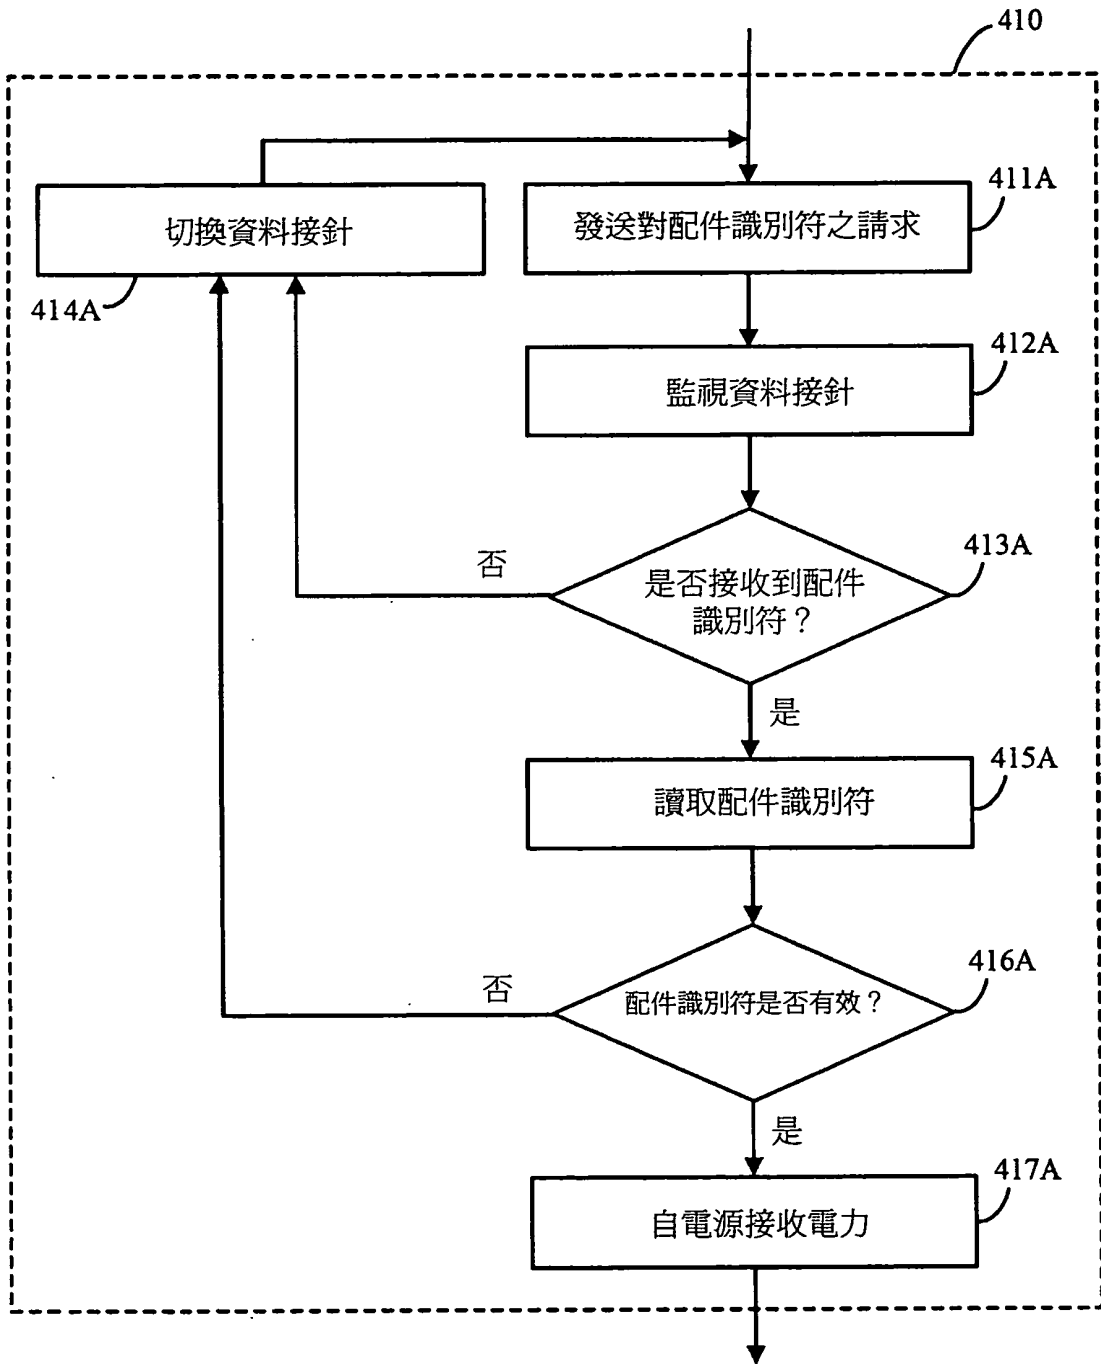 410
411A
發送對配件識別符之請求
切換資料接針
414A
412A
監視資料接針
413A
否
是否接收到配件
識別符？
是
415A
讀取配件識別符
416A
否
配件識別符是否有效？
是
417A
自電源接收電力